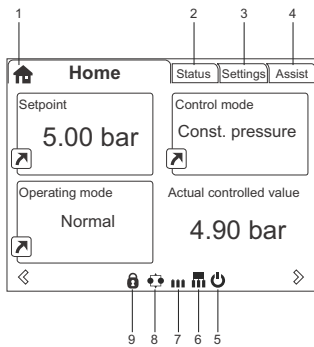 1 2 3 4
Home Status Settings Assist
Setpoint
5.00 bar
Control mode
Const. pressure
Operating mode
Normal
Actual controlled value
4.90 bar
9 8 7 6 5